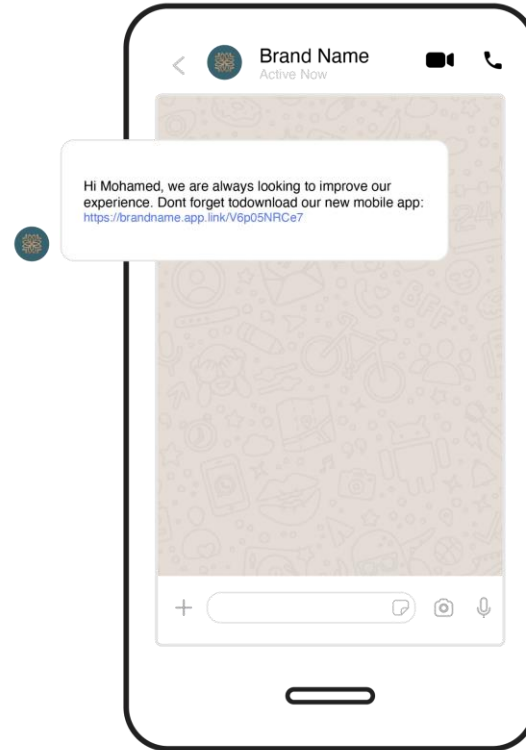 Brand Name
Active Now
Hi Mohamed, we are always looking to improve our
experience. Dont forget todownload our new mobile app:
https://brandname.app.link/V6p05NRCe7
BFF